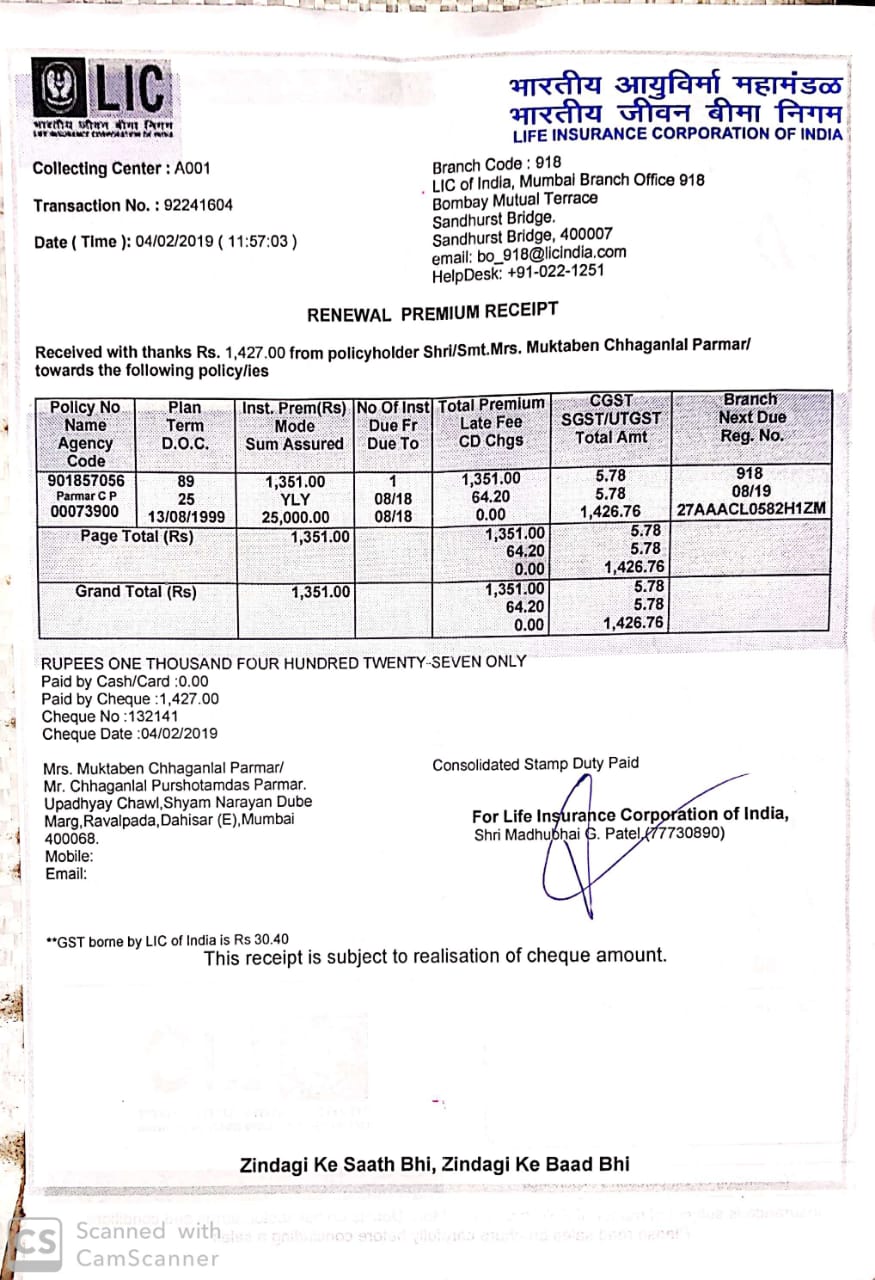 LIC
भारतीय जीवन बीमा निगम
LIFE INSURANCE CORPORATION OF INDIA
भारतीय आयुर्विमा महामंडळ
भारतीय जीवन बीमा निगम
LIFE INSURANCE CORPORATION OF INDIA
Collecting Center : A001
Transaction No. : 92241604
Date ( Time ): 04/02/2019 ( 11:57:03 )
Branch Code : 918
LIC of India, Mumbai Branch Office 918
Bombay Mutual Terrace
Sandhurst Bridge.
Sandhurst Bridge, 400007
email: bo_918@licindia.com
HelpDesk: +91-022-1251
RENEWAL PREMIUM RECEIPT
Received with thanks Rs. 1,427.00 from policyholder Shri/Smt.Mrs. Muktaben Chhaganlal Parmar/
towards the following policy/ies
Policy No Plan Inst. Prem(Rs) No Of Inst Total Premium CGST Branch
Name Term Mode Due Fr Late Fee SGST/UTGST Next Due
Agency D.O.C. Sum Assured Due To CD Chgs Total Amt Reg. No.
Code
901857056 89 1,351.00 1 1,351.00 5.78 918
Parmar C P 25 YLY 08/18 64.20 5.78 08/19
00073900 13/08/1999 25,000.00 08/18 0.00 1,426.76 27AAACL0582H1ZM
Page Total (Rs) 1,351.00 1,351.00 5.78
64.20 5.78
0.00 1,426.76
Grand Total (Rs) 1,351.00 1,351.00 5.78
64.20 5.78
0.00 1,426.76
RUPEES ONE THOUSAND FOUR HUNDRED TWENTY-SEVEN ONLY
Paid by Cash/Card :0.00
Paid by Cheque :1,427.00
Cheque No :132141
Cheque Date :04/02/2019
Mrs. Muktaben Chhaganlal Parmar/
Mr. Chhaganlal Purshotamdas Parmar.
Upadhyay Chawl,Shyam Narayan Dube
Marg,Ravalpada,Dahisar (E),Mumbai
400068.
Mobile:
Email:
Consolidated Stamp Duty Paid
For Life Insurance Corporation of India,
Shri Madhubhai G. Patel,(77730890)
**GST borne by LIC of India is Rs 30.40
This receipt is subject to realisation of cheque amount.
Zindagi Ke Saath Bhi, Zindagi Ke Baad Bhi
CS
Scanned with
CamScanner